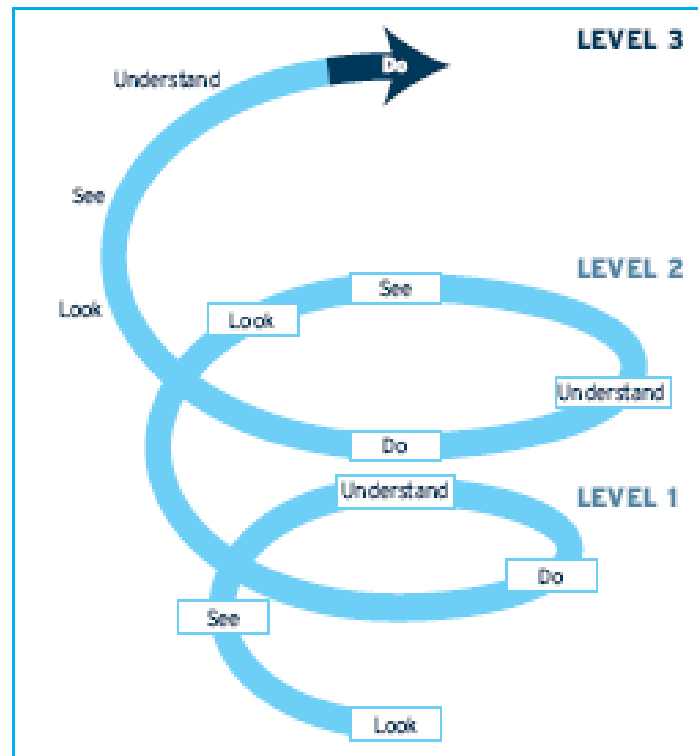 LEVEL 3
Do
Understand
See
Look
LEVEL 2
See
Look
Understand
Do
Understand
LEVEL 1
Do
See
Look